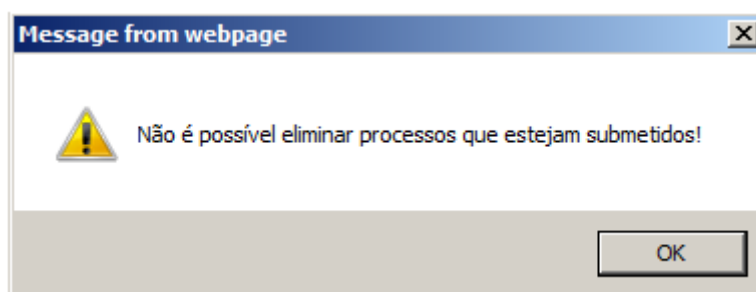 Message from webpage
Não é possível eliminar processos que estejam submetidos!
OK